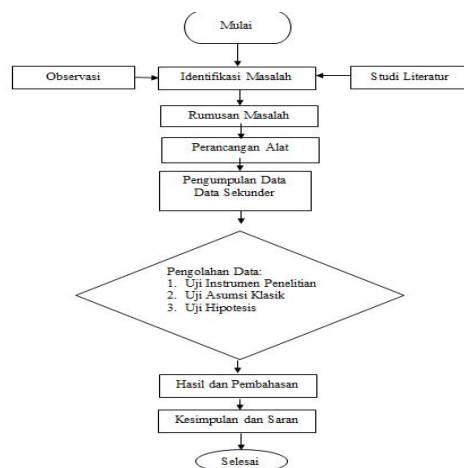 Mulai
Observasi
Identifikasi Masalah
Studi Literatur
Rumusan Masalah
Perancangan Alat
Pengumpulan Data
Data Sekunder
Pengolahan Data:
1. Uji Instrumen Penelitian
2. Uji Asumsi Klasik
3. Uji Hipotesis
Hasil dan Pembahasan
Kesimpulan dan Saran
Selesai